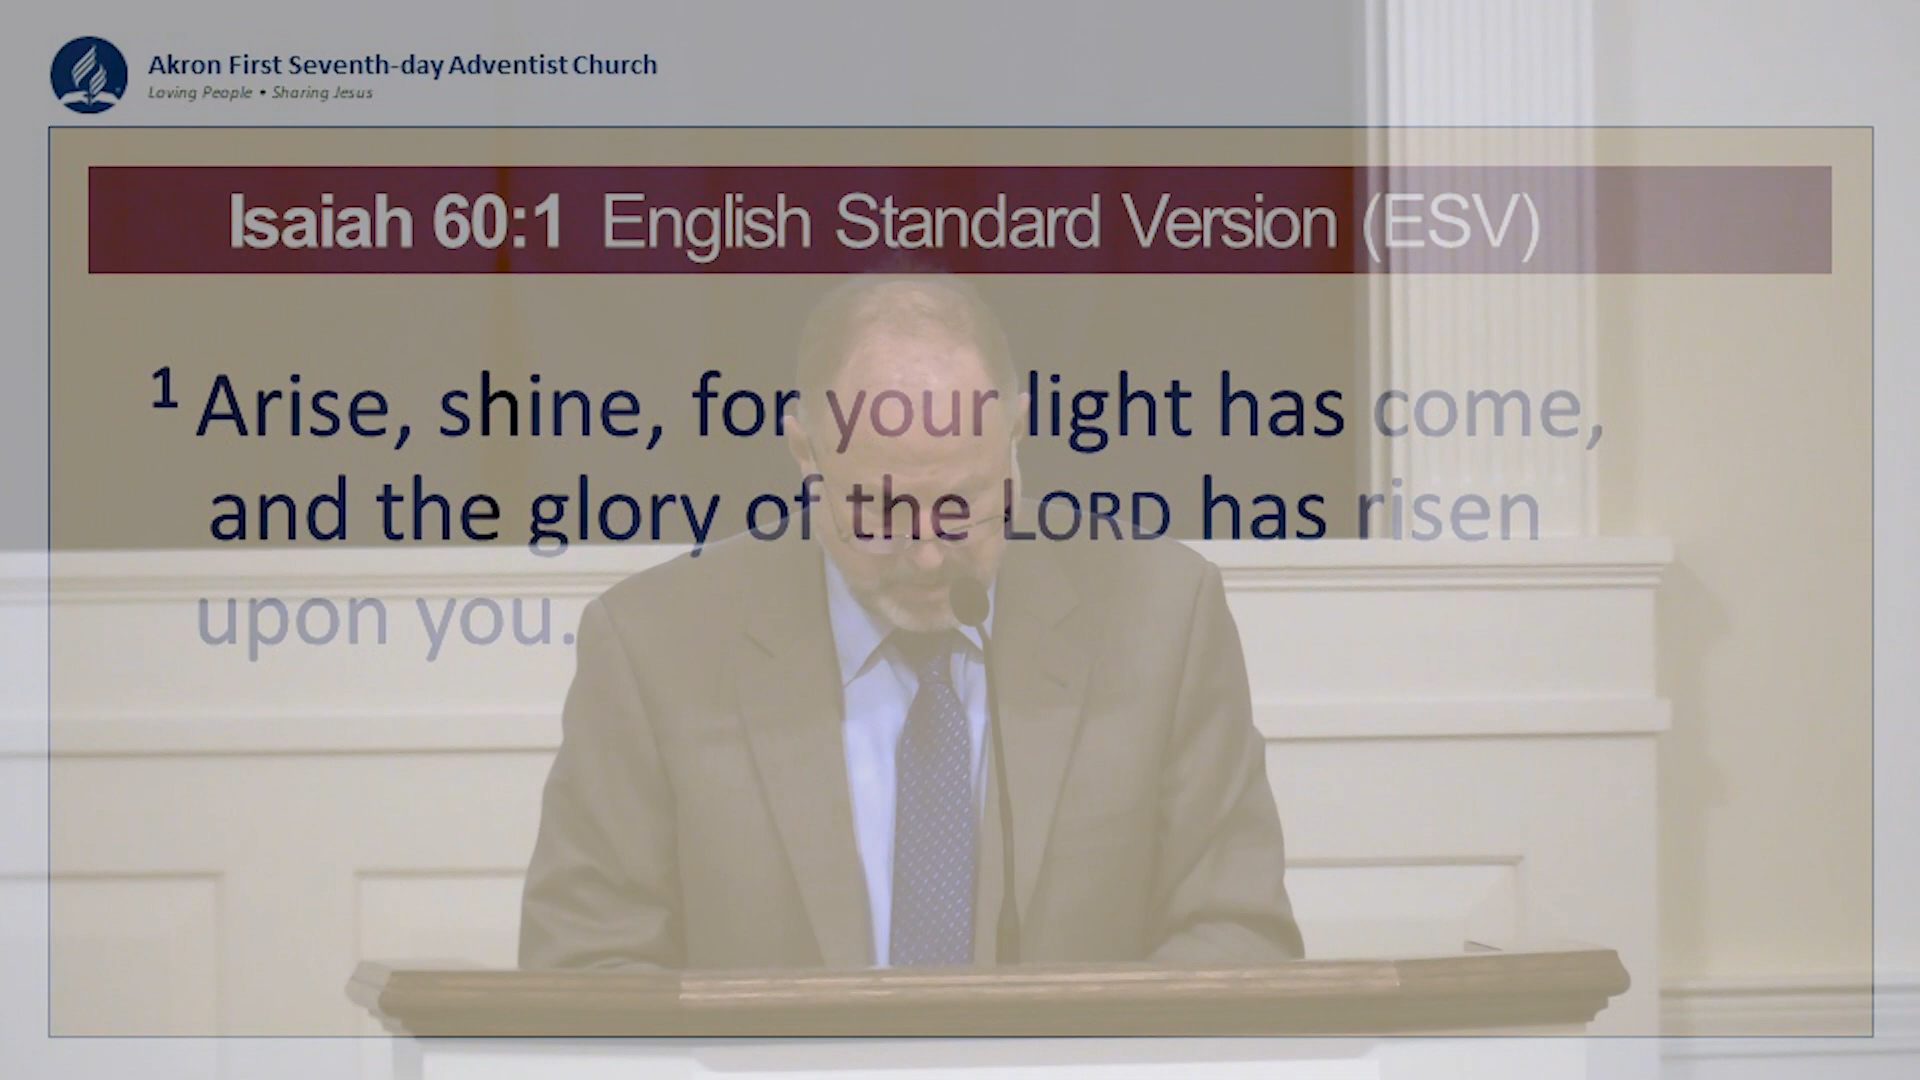 Akron First Seventh-day Adventist Church
Loving People • Sharing Jesus
Isaiah 60:1 English Standard Version (ESV)
1 Arise, shine, for your light has come,
and the glory of the LORD has risen
upon you.